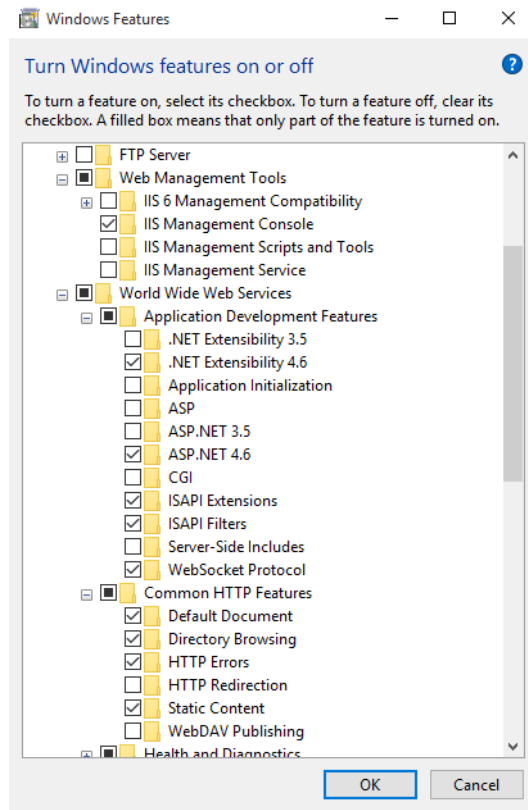 Windows Features
Turn Windows features on or off
To turn a feature on, select its checkbox. To turn a feature off, clear its
checkbox. A filled box means that only part of the feature is turned on.
FTP Server
Web Management Tools
IIS 6 Management Compatibility
IIS Management Console
IIS Management Scripts and Tools
IIS Management Service
World Wide Web Services
Application Development Features
.NET Extensibility 3.5
.NET Extensibility 4.6
Application Initialization
ASP
ASP.NET 3.5
ASP.NET 4.6
CGI
ISAPI Extensions
ISAPI Filters
Server-Side Includes
WebSocket Protocol
Common HTTP Features
Default Document
Directory Browsing
HTTP Errors
HTTP Redirection
Static Content
WebDAV Publishing
Health and Diagnostics
OK Cancel